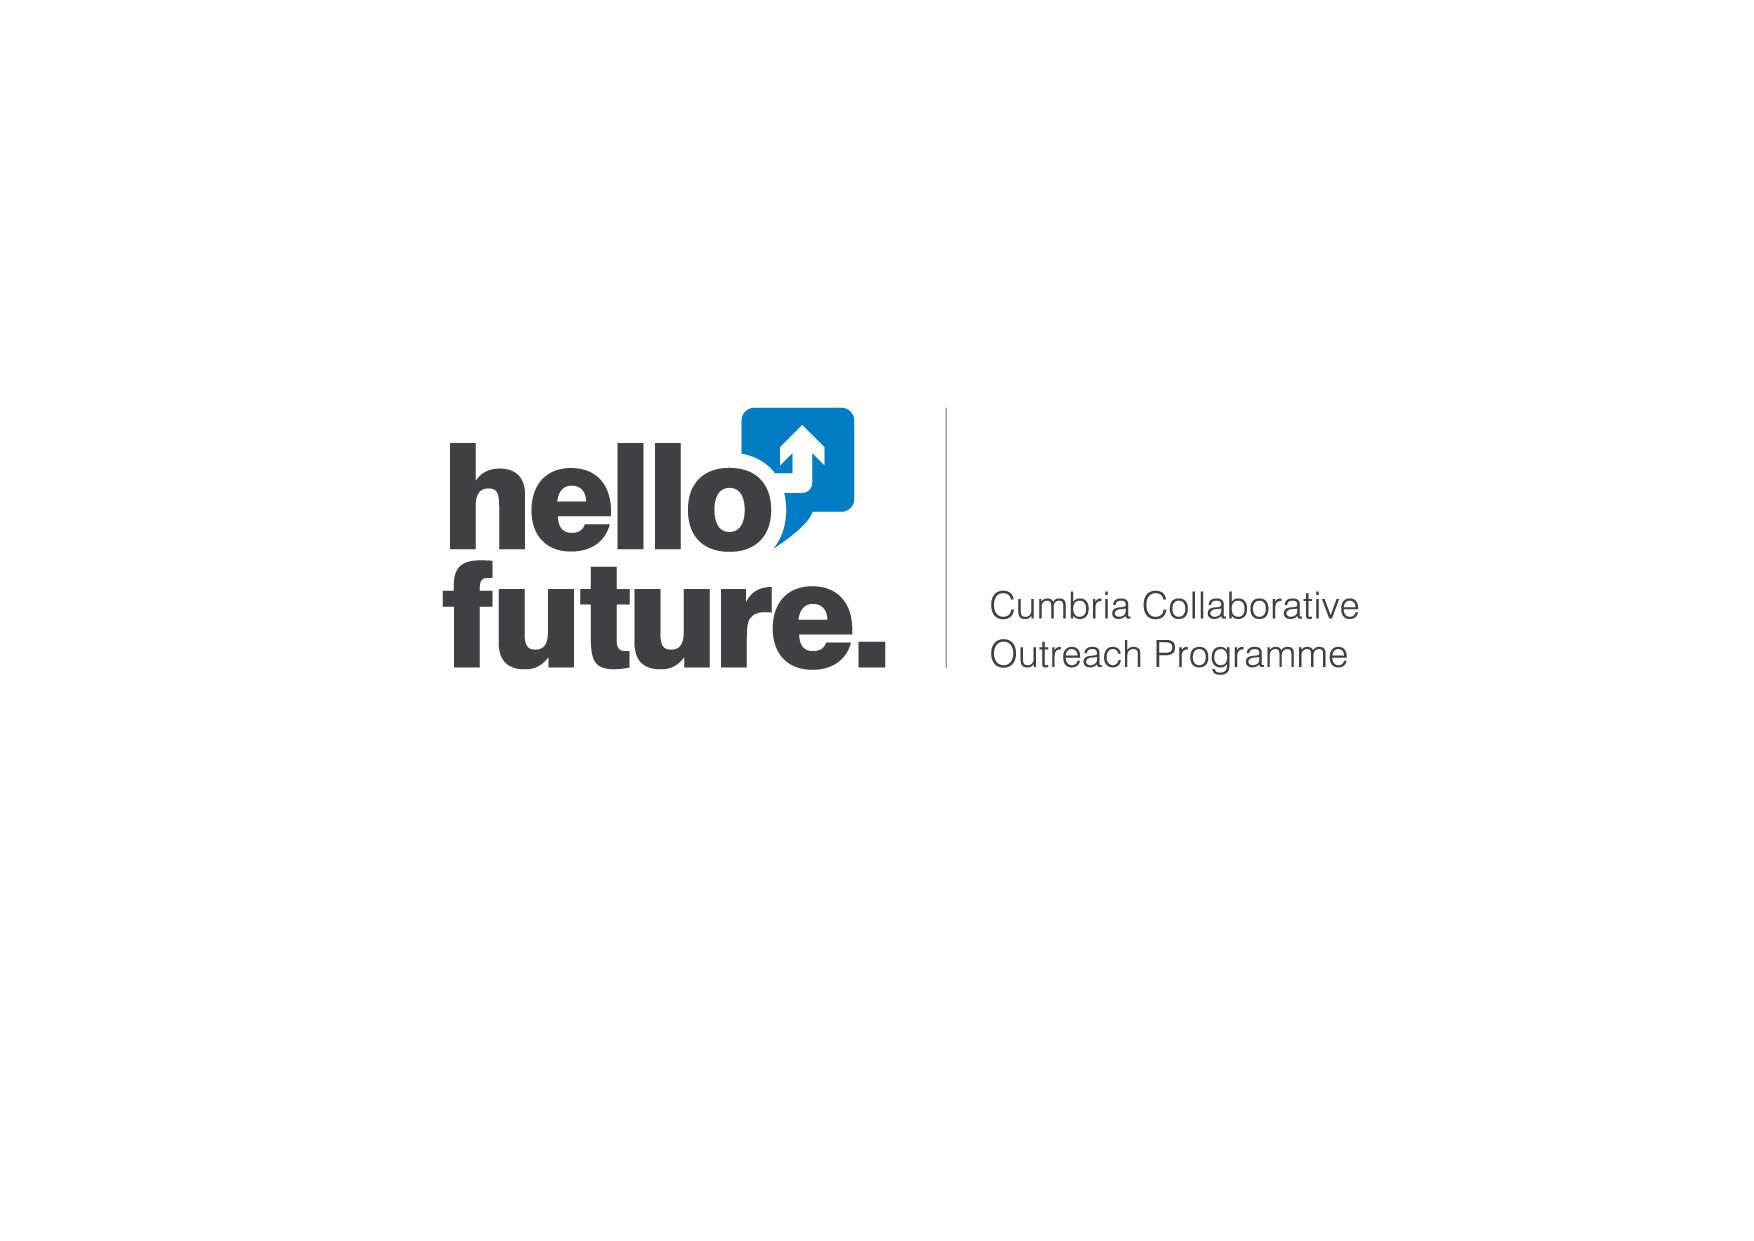 hello
future.
Cumbria Collaborative
Outreach Programme